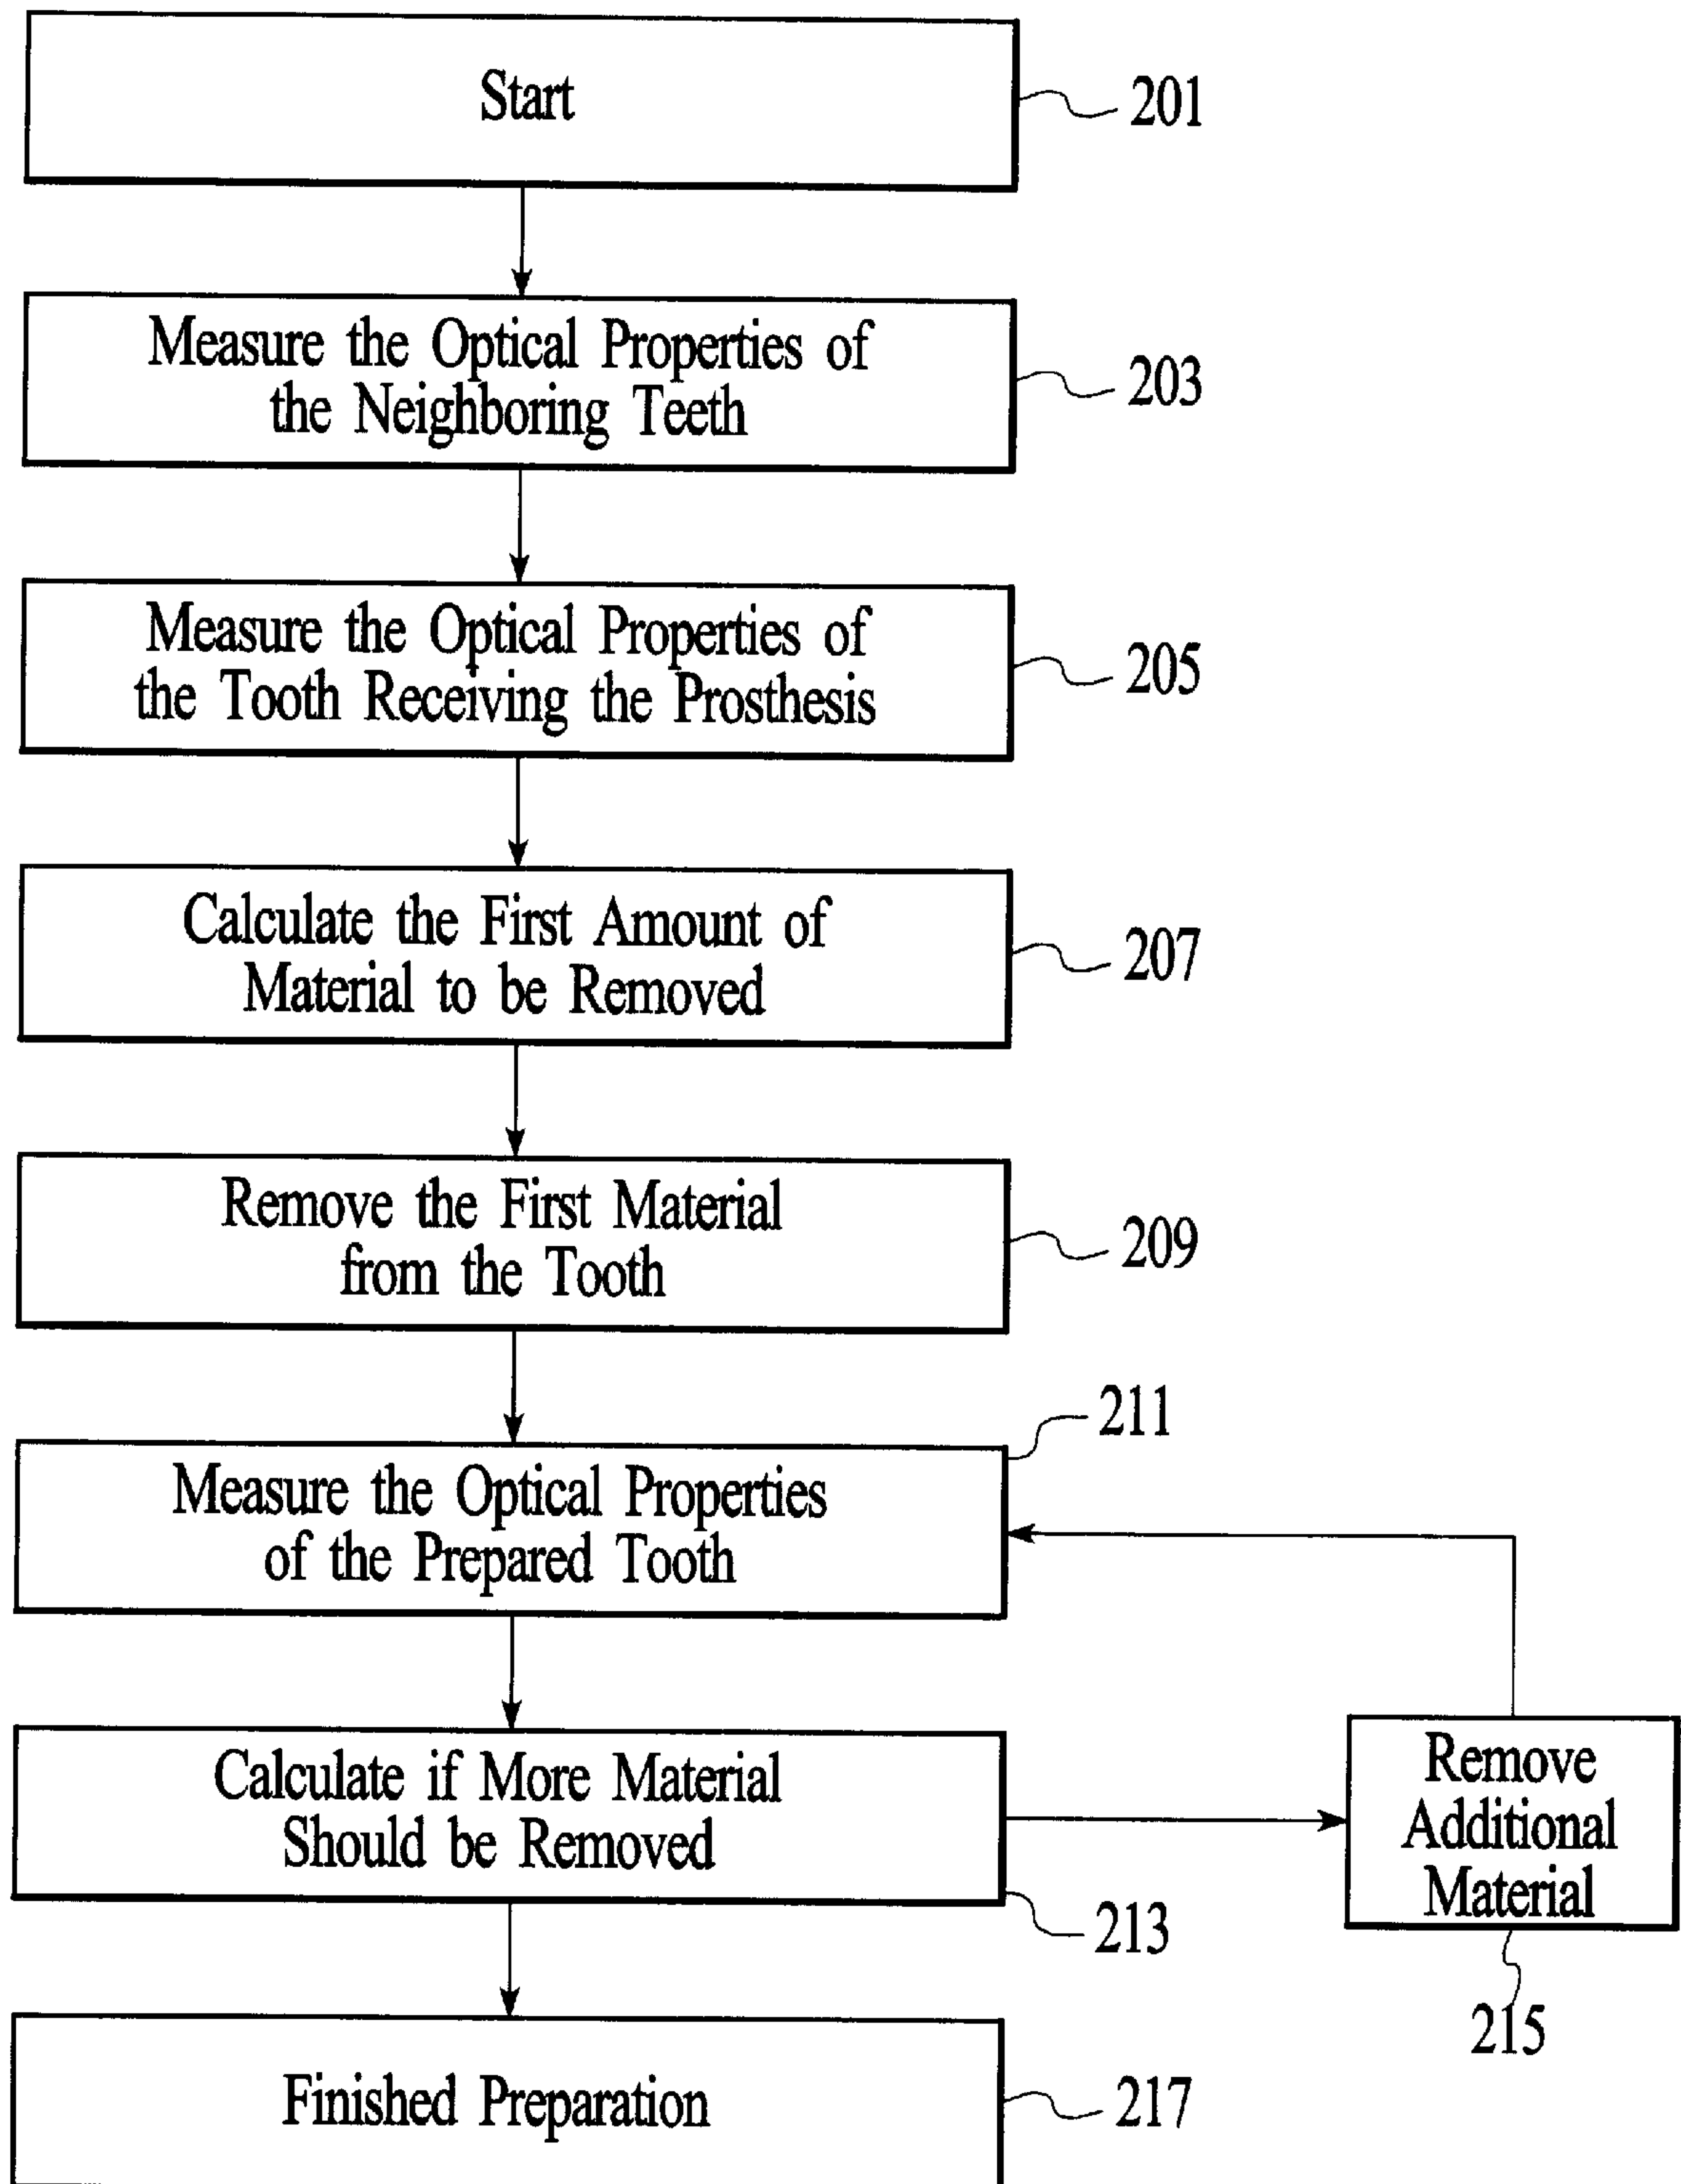 Start
201
Measure the Optical Properties of
the Neighboring Teeth
203
Measure the Optical Properties of
the Tooth Receiving the Prosthesis
205
Calculate the First Amount of
Material to be Removed
207
Remove the First Material
from the Tooth
209
211
Measure the Optical Properties
of the Prepared Tooth
Calculate if More Material
Should be Removed
213
Remove
Additional
Material
215
Finished Preparation
217